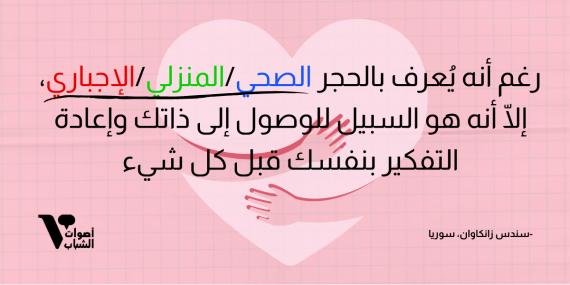 رغم أنه يُعرف بالحجر الصحي/المنزلي/الإجباري،
إلاّ أنه هو السبيل للوصول إلى ذاتك وإعادة
التفكير بنفسك قبل كل شيء
-سندس زانكاوان، سوريا
أصوات
الشباب